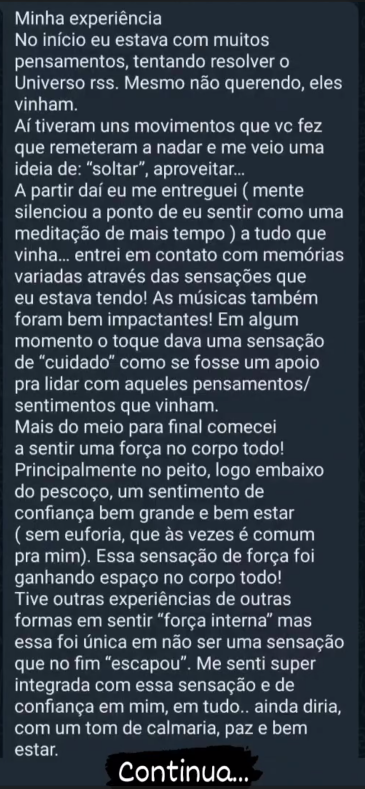 Minha experiência
No início eu estava com muitos
pensamentos, tentando resolver o
Universo rss. Mesmo não querendo, eles
vinham.
Aí tiveram uns movimentos que vc fez
que remeteram a nadar e me veio uma
ideia de: “soltar”, aproveitar...
A partir daí eu me entreguei ( mente
silenciou a ponto de eu sentir como uma
meditação de mais tempo ) a tudo que
vinha... entrei em contato com memórias
variadas através das sensações que
eu estava tendo! As músicas também
foram bem impactantes! Em algum
momento o toque dava uma sensação
de “cuidado” como se fosse um apoio
pra lidar com aqueles pensamentos/
sentimentos que vinham.
Mais do meio para final comecei
a sentir uma força no corpo todo!
Principalmente no peito, logo embaixo
do pescoço, um sentimento de
confiança bem grande e bem estar
( sem euforia, que às vezes é comum
pra mim). Essa sensação de força foi
ganhando espaço no corpo todo!
Tive outras experiências de outras
formas em sentir “força interna” mas
essa foi única em não ser uma sensação
que no fim “escapou”. Me senti super
integrada com essa sensação e de
confiança em mim, em tudo.. ainda diria,
com um tom de calmaria, paz e bem
estar.
Continua...